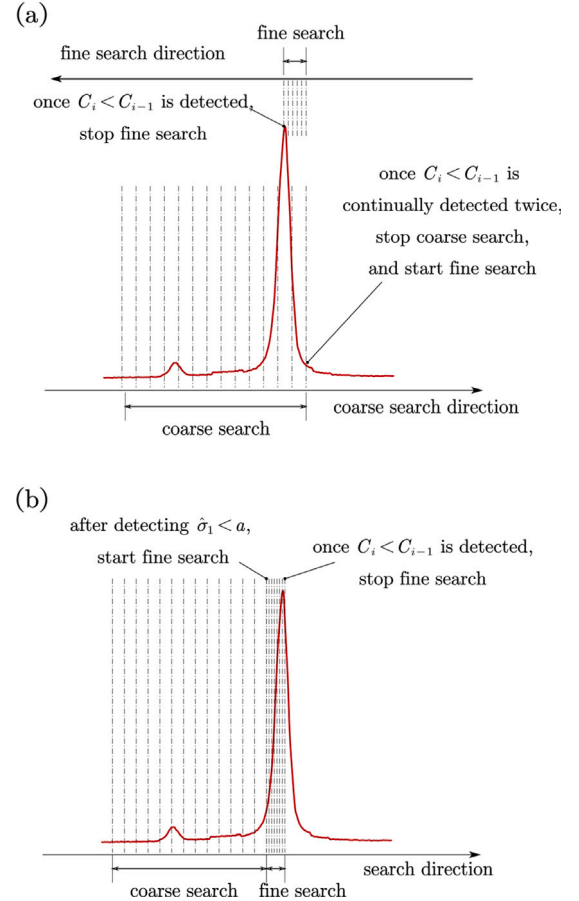 (a)
fine search
fine search direction
once C_i < C_{i-1} is detected,
stop fine search
once C_i < C_{i-1} is
continually detected twice,
stop coarse search,
and start fine search
coarse search direction
coarse search
(b)
after detecting σ̂_1 < a,
start fine search
once C_i < C_{i-1} is detected,
stop fine search
search direction
coarse search
fine search